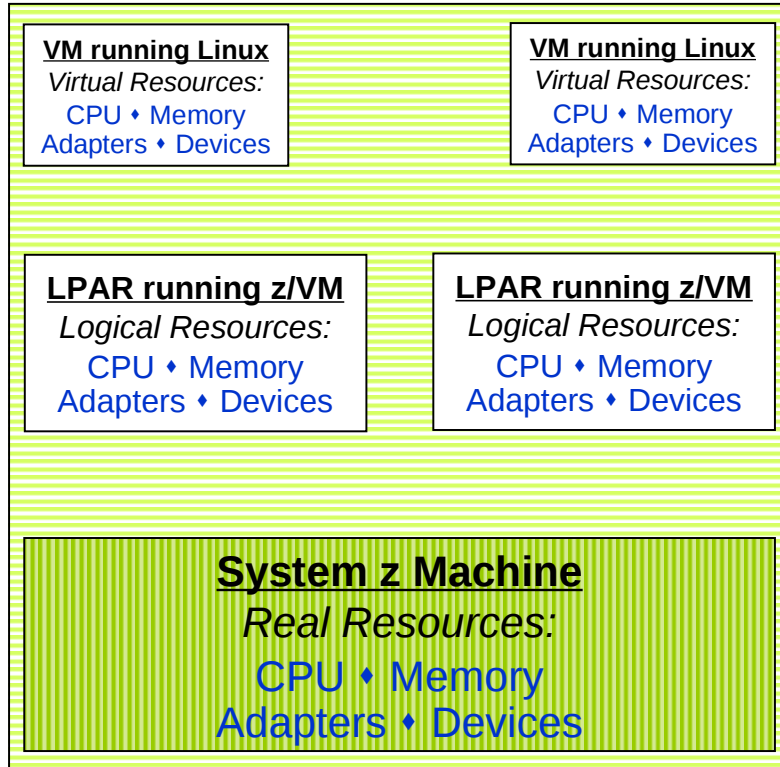 VM running Linux
Virtual Resources:
CPU ♦ Memory
Adapters ♦ Devices
VM running Linux
Virtual Resources:
CPU ♦ Memory
Adapters ♦ Devices
LPAR running z/VM
Logical Resources:
CPU ♦ Memory
Adapters ♦ Devices
LPAR running z/VM
Logical Resources:
CPU ♦ Memory
Adapters ♦ Devices
System z Machine
Real Resources:
CPU ♦ Memory
Adapters ♦ Devices